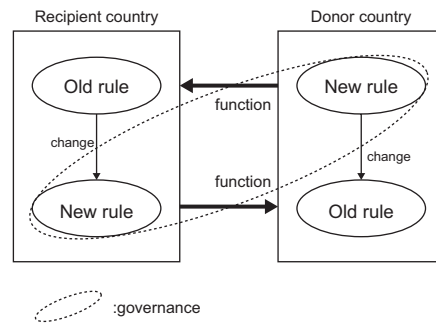 Recipient country
Donor country
Old rule
New rule
function
change
change
function
New rule
Old rule
:governance